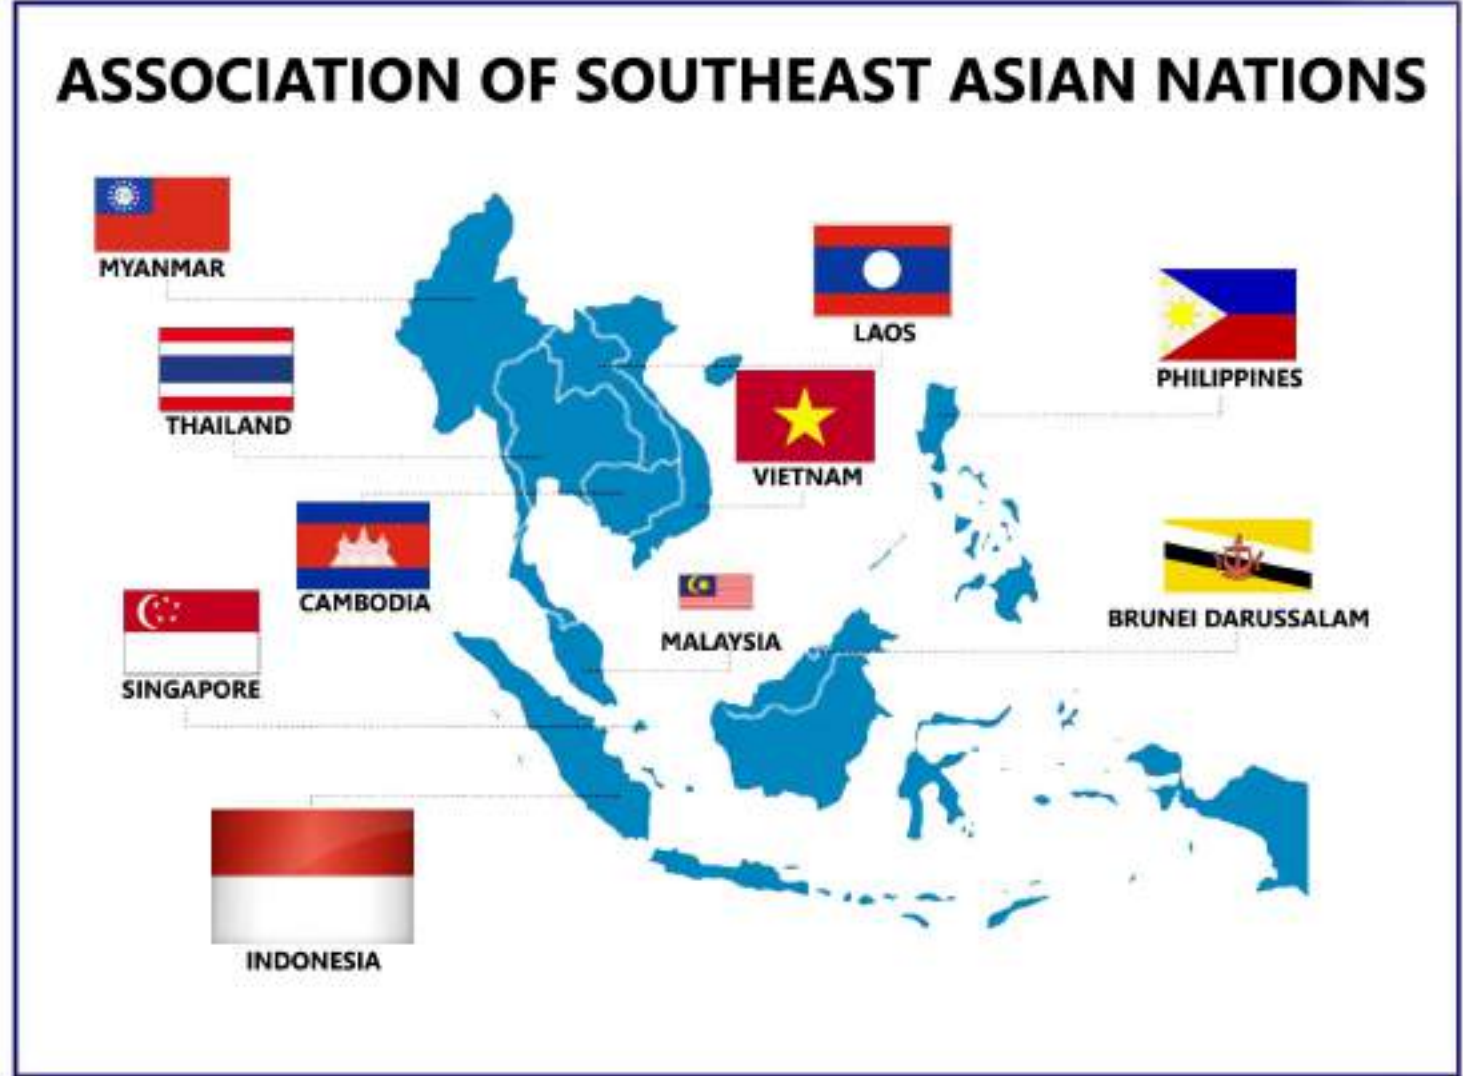 ASSOCIATION OF SOUTHEAST ASIAN NATIONS
MYANMAR
LAOS
PHILIPPINES
THAILAND
VIETNAM
CAMBODIA
BRUNEI DARUSSALAM
MALAYSIA
SINGAPORE
INDONESIA